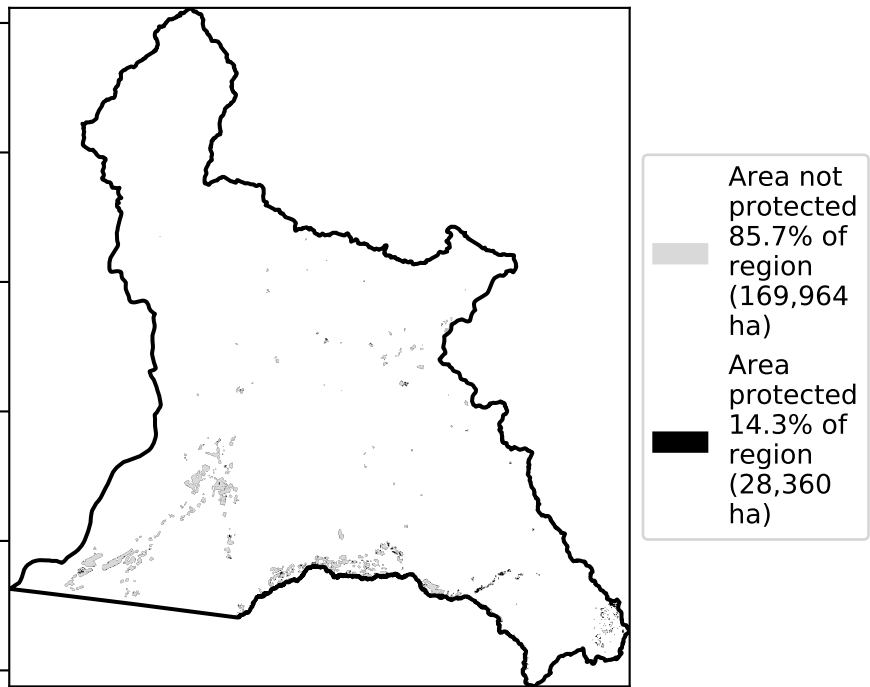 Area not
protected
85.7% of
region
(169,964
ha)
Area
protected
14.3% of
region
(28,360
ha)